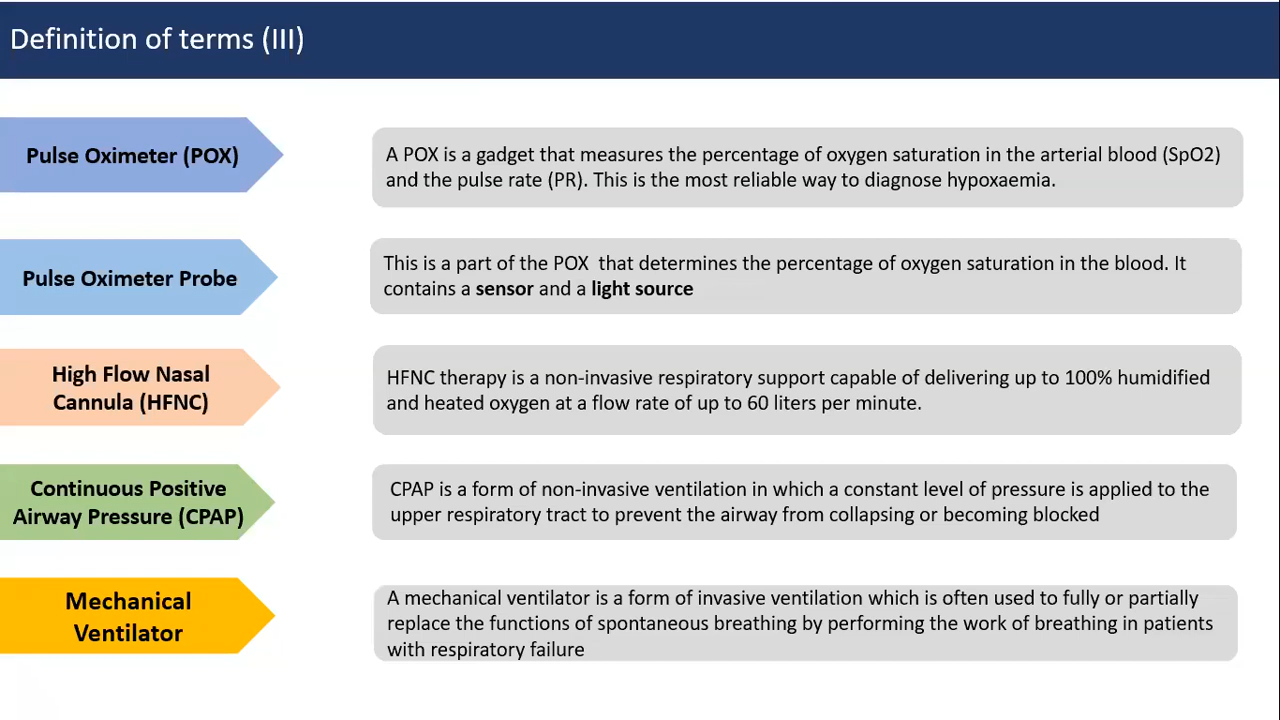 Definition of terms (III)
Pulse Oximeter (POX)
A POX is a gadget that measures the percentage of oxygen saturation in the arterial blood (SpO2)
and the pulse rate (PR). This is the most reliable way to diagnose hypoxaemia.
Pulse Oximeter Probe
This is a part of the POX  that determines the percentage of oxygen saturation in the blood. It
contains a sensor and a light source
High Flow Nasal
Cannula (HFNC)
HFNC therapy is a non-invasive respiratory support capable of delivering up to 100% humidified
and heated oxygen at a flow rate of up to 60 liters per minute.
Continuous Positive
Airway Pressure (CPAP)
CPAP is a form of non-invasive ventilation in which a constant level of pressure is applied to the
upper respiratory tract to prevent the airway from collapsing or becoming blocked
Mechanical
Ventilator
A mechanical ventilator is a form of invasive ventilation which is often used to fully or partially
replace the functions of spontaneous breathing by performing the work of breathing in patients
with respiratory failure